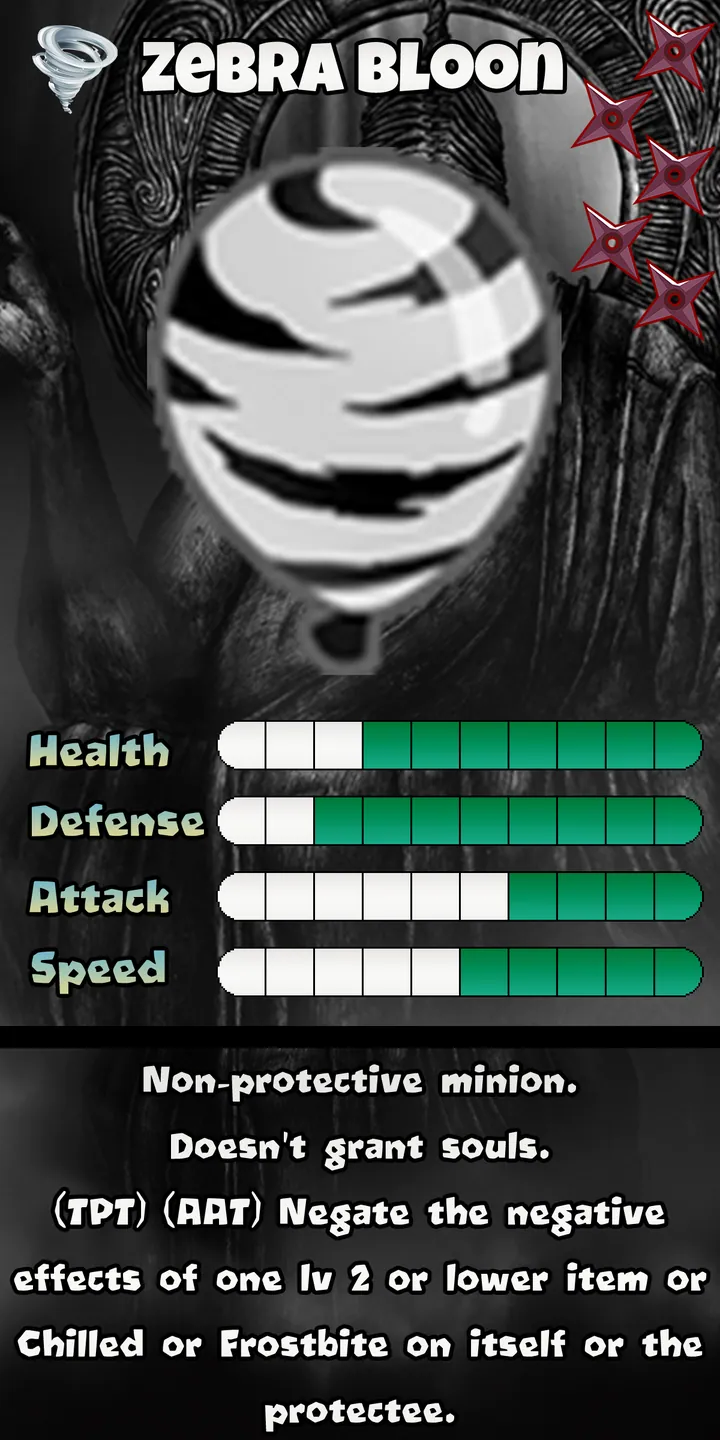 ZEBRA BLOON
Health
Defense
Attack
Speed
Non-protective minion.
Doesn't grant souls.
(TPT) (AAT) Negate the negative
effects of one lv 2 or lower item or
Chilled or Frostbite on itself or the
protectee.